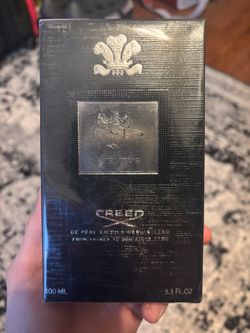 AVENTUS
CREED
DE PÈRE EN FILS DEPUIS 1760
FROM FATHER TO SON SINCE 1760
100 ML 3.3 FL.OZ